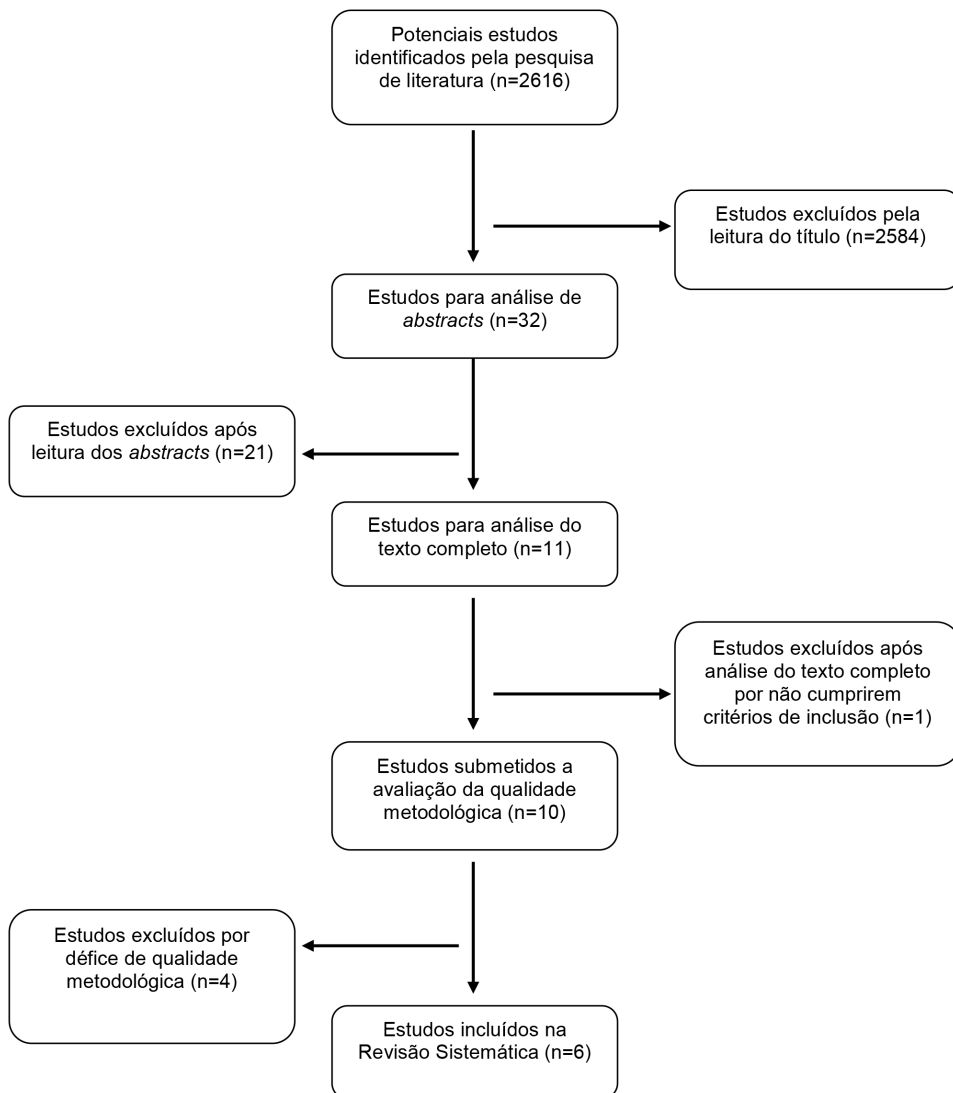 Potenciais estudos
identificados pela pesquisa
de literatura (n=2616)
Estudos excluídos pela
leitura do título (n=2584)
Estudos para análise de
abstracts (n=32)
Estudos excluídos após
leitura dos abstracts (n=21)
Estudos para análise do
texto completo (n=11)
Estudos excluídos após
análise do texto completo
por não cumprirem
critérios de inclusão (n=1)
Estudos submetidos a
avaliação da qualidade
metodológica (n=10)
Estudos excluídos por
défice de qualidade
metodológica (n=4)
Estudos incluídos na
Revisão Sistemática (n=6)